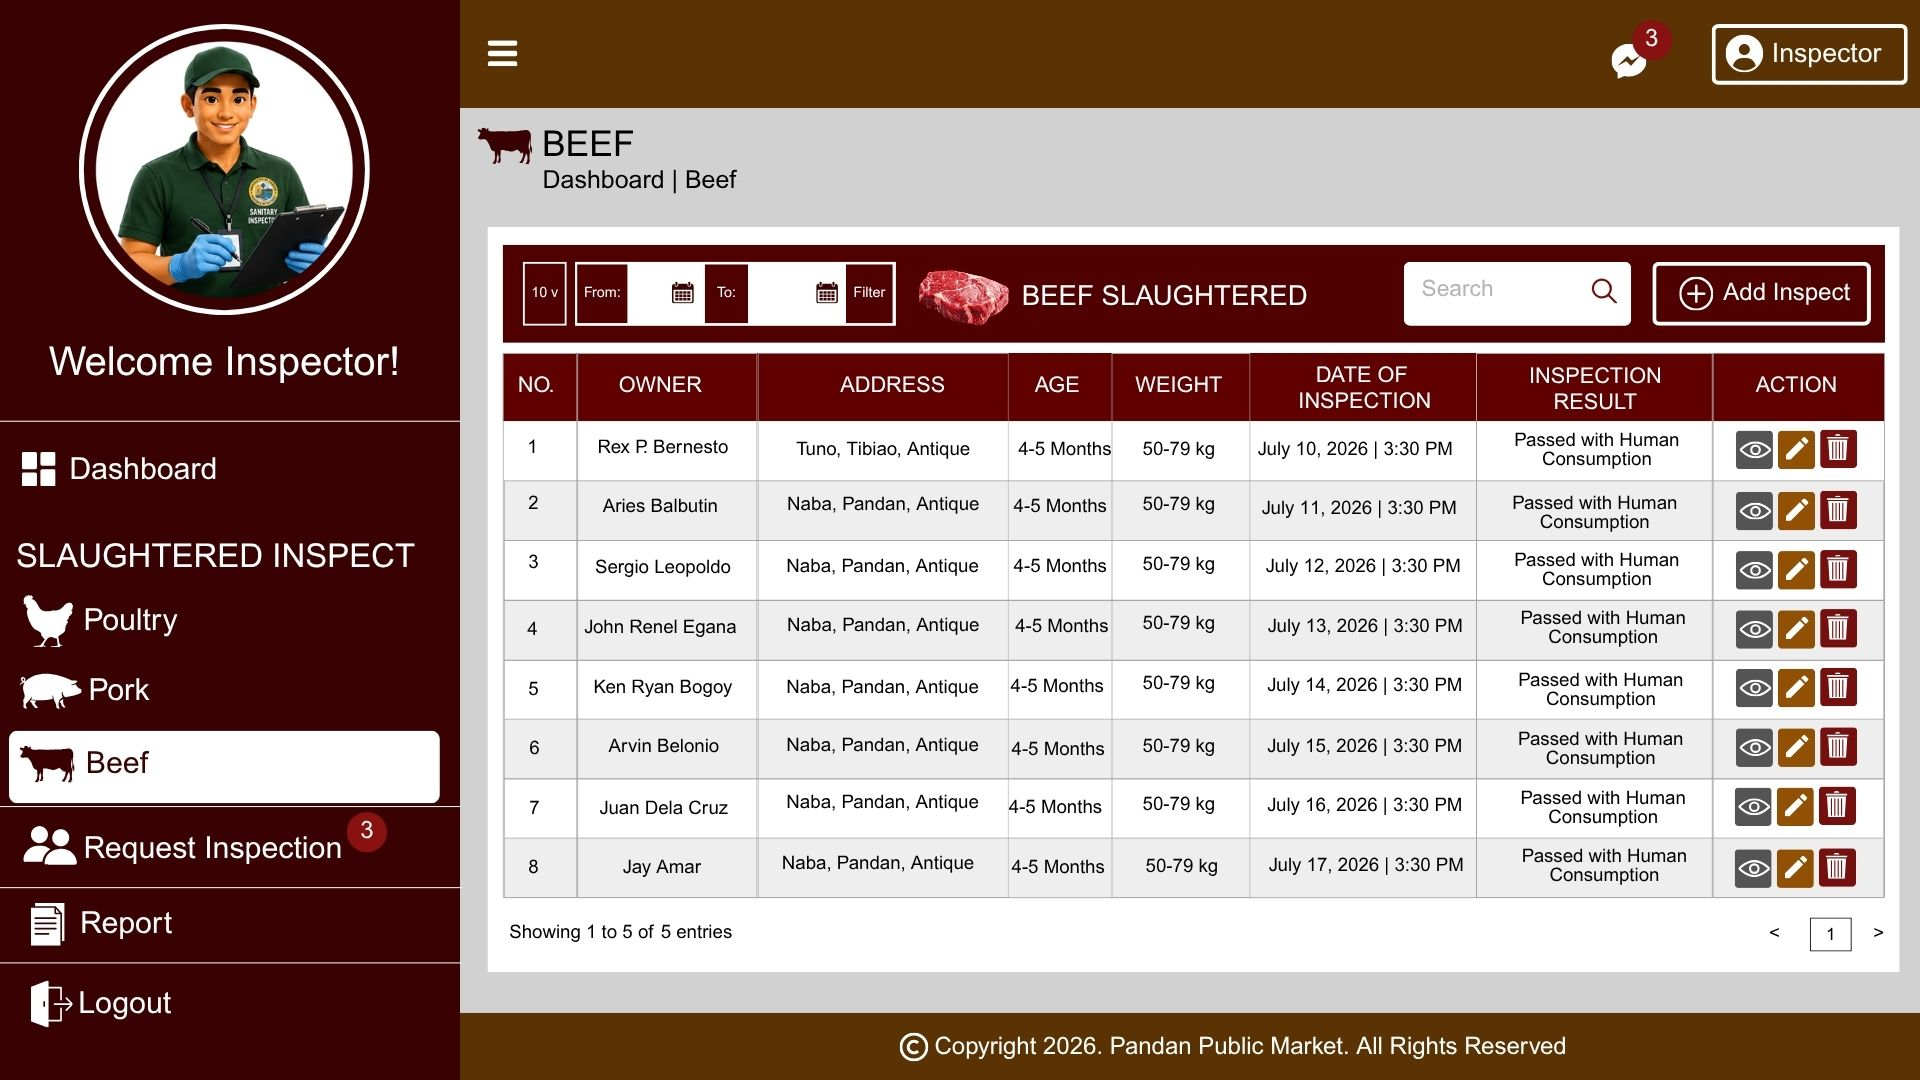 3
Inspector
BEEF
Dashboard | Beef
SANITARY
Welcome Inspector!
Dashboard
SLAUGHTERED INSPECT
Poultry
Pork
Beef
Request Inspection 3
Report
Logout
10 v From: To: Filter BEEF SLAUGHTERED Search Add Inspect
NO. OWNER ADDRESS AGE WEIGHT DATE OF INSPECTION INSPECTION RESULT ACTION
1 Rex P. Bernesto Tuno, Tibiao, Antique 4-5 Months 50-79 kg July 10, 2026 | 3:30 PM Passed with Human Consumption
2 Aries Balbutin Naba, Pandan, Antique 4-5 Months 50-79 kg July 11, 2026 | 3:30 PM Passed with Human Consumption
3 Sergio Leopoldo Naba, Pandan, Antique 4-5 Months 50-79 kg July 12, 2026 | 3:30 PM Passed with Human Consumption
4 John Renel Egana Naba, Pandan, Antique 4-5 Months 50-79 kg July 13, 2026 | 3:30 PM Passed with Human Consumption
5 Ken Ryan Bogoy Naba, Pandan, Antique 4-5 Months 50-79 kg July 14, 2026 | 3:30 PM Passed with Human Consumption
6 Arvin Belonio Naba, Pandan, Antique 4-5 Months 50-79 kg July 15, 2026 | 3:30 PM Passed with Human Consumption
7 Juan Dela Cruz Naba, Pandan, Antique 4-5 Months 50-79 kg July 16, 2026 | 3:30 PM Passed with Human Consumption
8 Jay Amar Naba, Pandan, Antique 4-5 Months 50-79 kg July 17, 2026 | 3:30 PM Passed with Human Consumption
Showing 1 to 5 of 5 entries < 1 >
© Copyright 2026. Pandan Public Market. All Rights Reserved